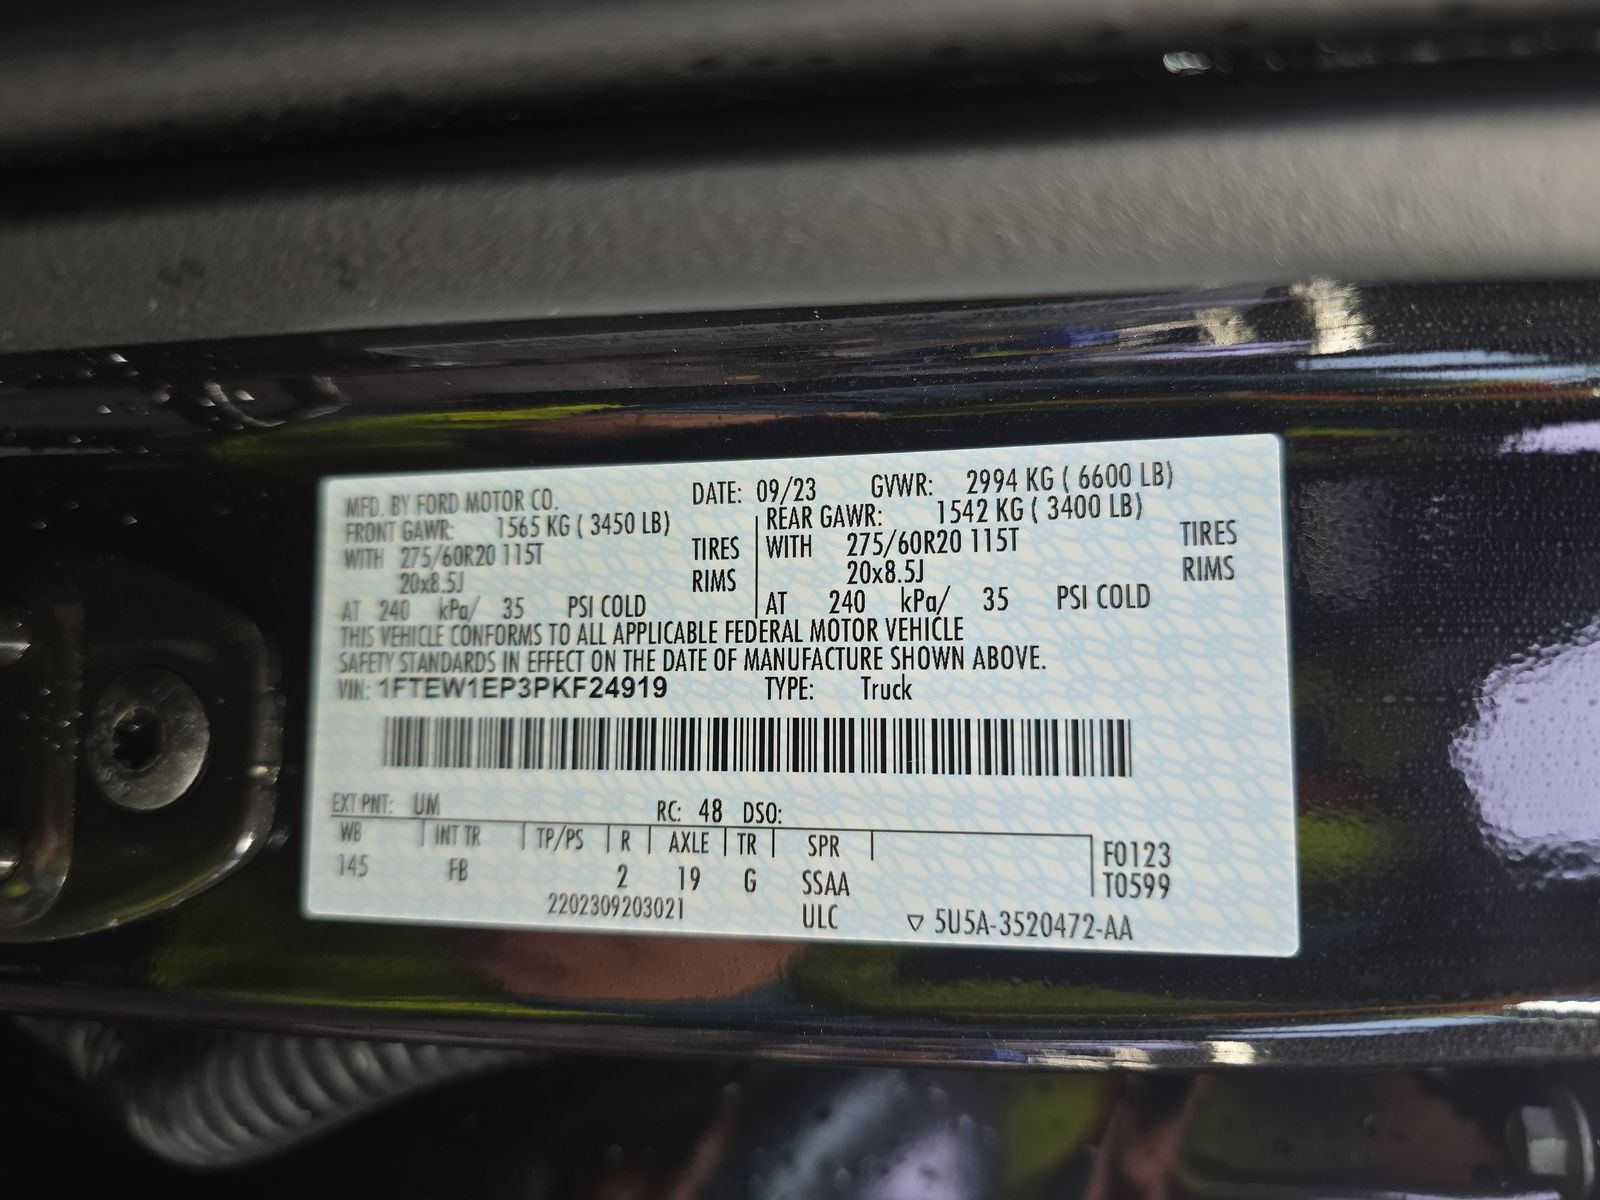 MFD. BY FORD MOTOR CO. DATE: 09/23 GVWR: 2994 KG ( 6600 LB)
FRONT GAWR: 1565 KG ( 3450 LB) REAR GAWR: 1542 KG ( 3400 LB)
WITH 275/60R20 115T TIRES WITH 275/60R20 115T TIRES
20x8.5J RIMS 20x8.5J RIMS
AT 240 kPa/ 35 PSI COLD AT 240 kPa/ 35 PSI COLD
THIS VEHICLE CONFORMS TO ALL APPLICABLE FEDERAL MOTOR VEHICLE
SAFETY STANDARDS IN EFFECT ON THE DATE OF MANUFACTURE SHOWN ABOVE.
VIN: 1FTEW1EP3PKF24919 TYPE: Truck
EXT PNT: UM RC: 48 DSO:
WB INT TR TP/PS R AXLE TR SPR F0123
145 FB 2 19 G SSAA T0599
2202309203021 ULC ▽ 5U5A-3520472-AA